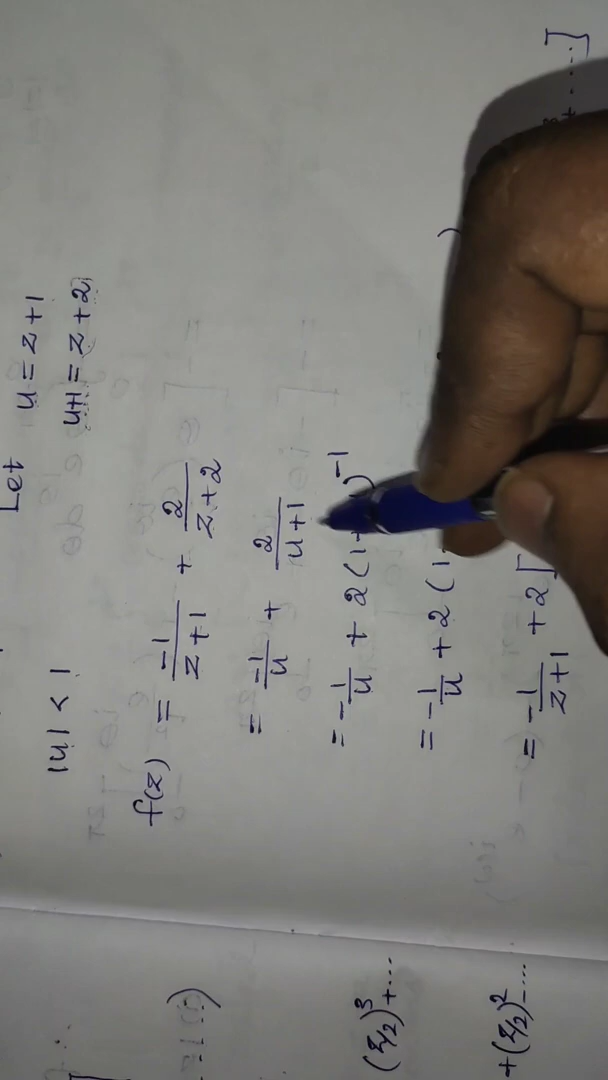 Let u = z+1
|u| < 1 u+1 = z+2
f(z) = -1/z+1 + 2/z+2
= -1/u + 2/u+1
= -1/u + 2(1+ )^-1
= -1/u + 2(1- )
= -1/z+1 + 2[ + .....]
.....)
(z/2)^3 + ....
+(z/2)^2 - ....